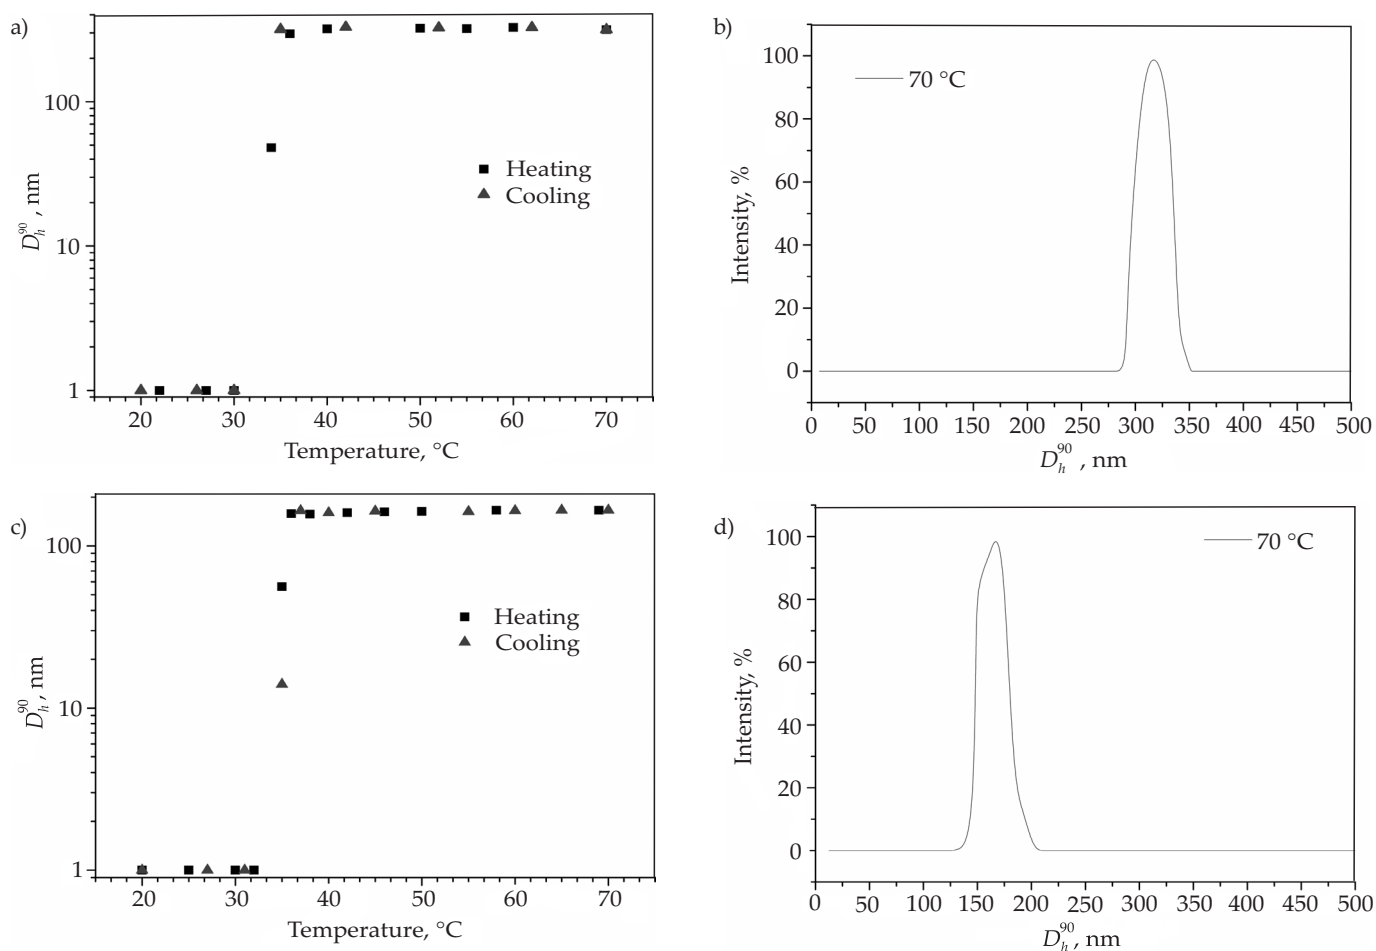 a)
100
10
1
D_h^90, nm
Heating
Cooling
20 30 40 50 60 70
Temperature, °C
b)
100
80
60
40
20
0
Intensity, %
70 °C
0 50 100 150 200 250 300 350 400 450 500
D_h^90, nm
c)
100
10
1
D_h^90, nm
Heating
Cooling
20 30 40 50 60 70
Temperature, °C
d)
100
80
60
40
20
0
Intensity, %
70 °C
0 50 100 150 200 250 300 350 400 450 500
D_h^90, nm